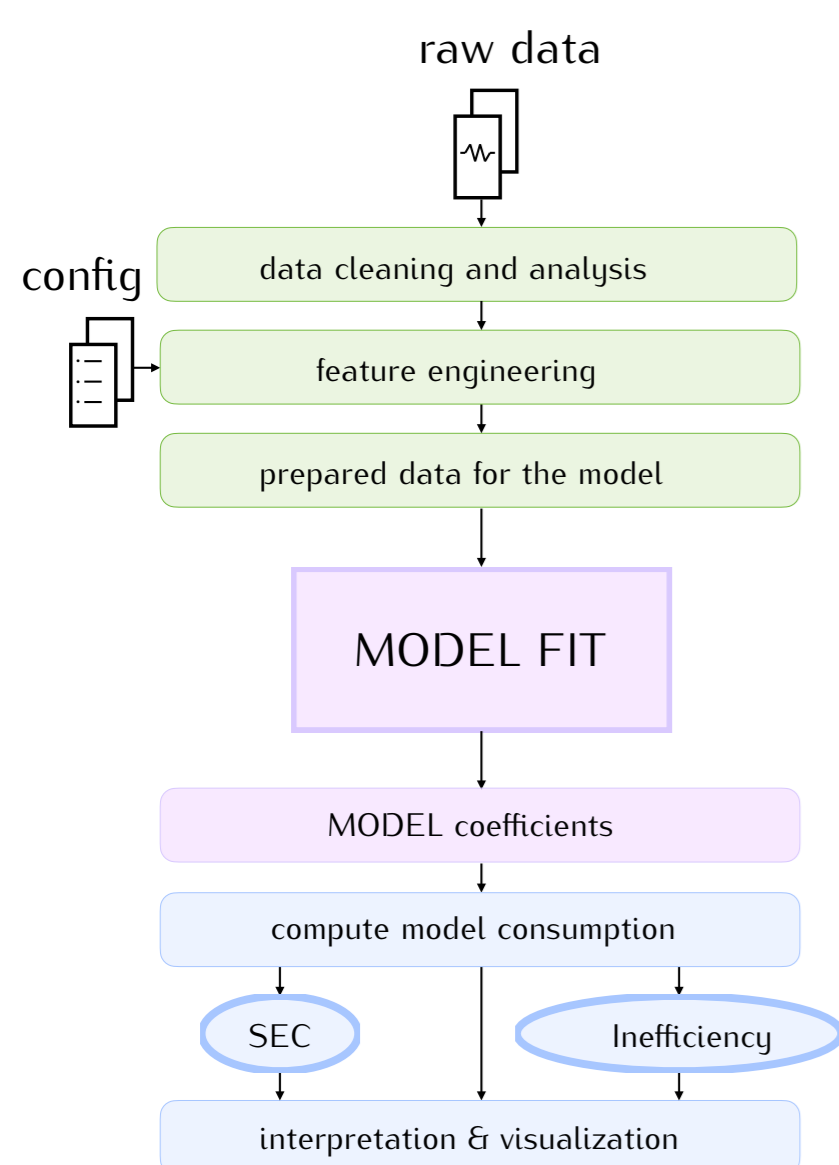 raw data
data cleaning and analysis
config
feature engineering
prepared data for the model
MODEL FIT
MODEL coefficients
compute model consumption
SEC
Inefficiency
interpretation & visualization